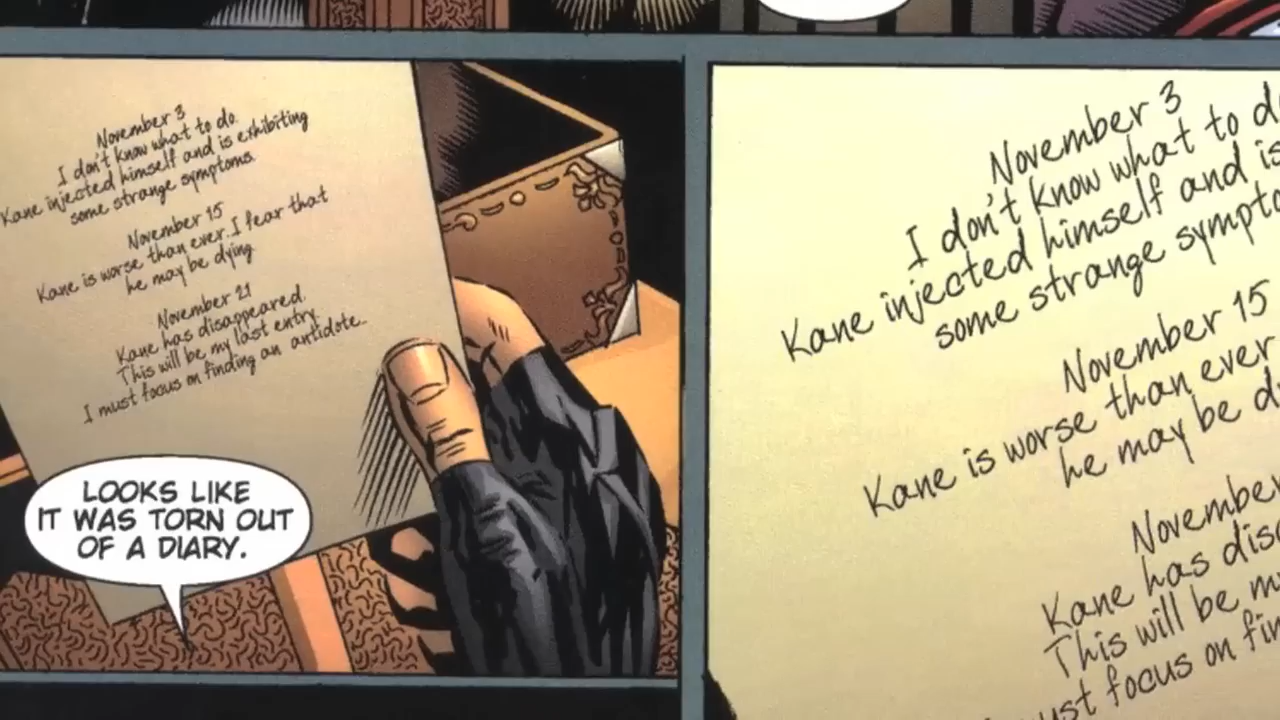 November 3
I don't know what to do.
Kane injected himself and is exhibiting
some strange symptoms.
November 15
Kane is worse than ever. I fear that
he may be dying.
November 21
Kane has disappeared.
This will be my last entry.
I must focus on finding an antidote.
LOOKS LIKE
IT WAS TORN OUT
OF A DIARY.
November 3
I don't know what to do
Kane injected himself and is
some strange sympto
November 15
Kane is worse than ever
he may be d
November
Kane has disa
This will be m
ust focus on fin